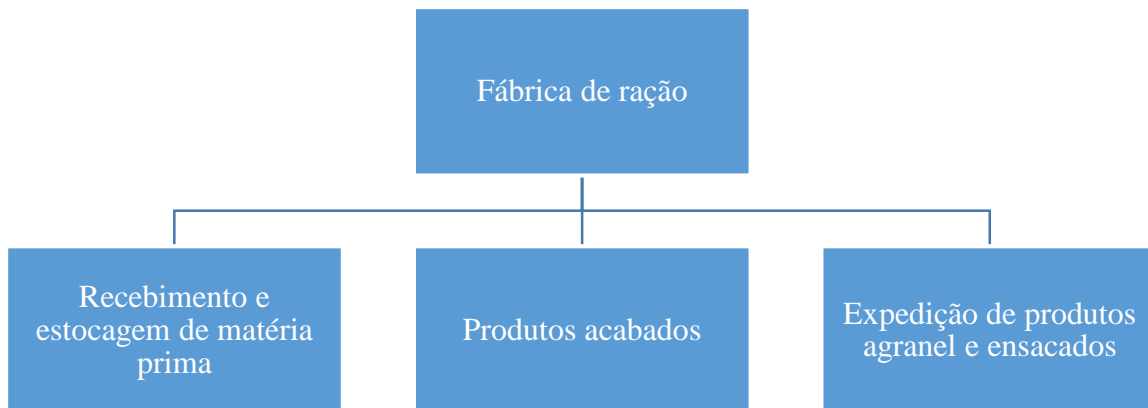 Fábrica de ração
Recebimento e
estocagem de matéria
prima
Produtos acabados
Expedição de produtos
agranel e ensacados